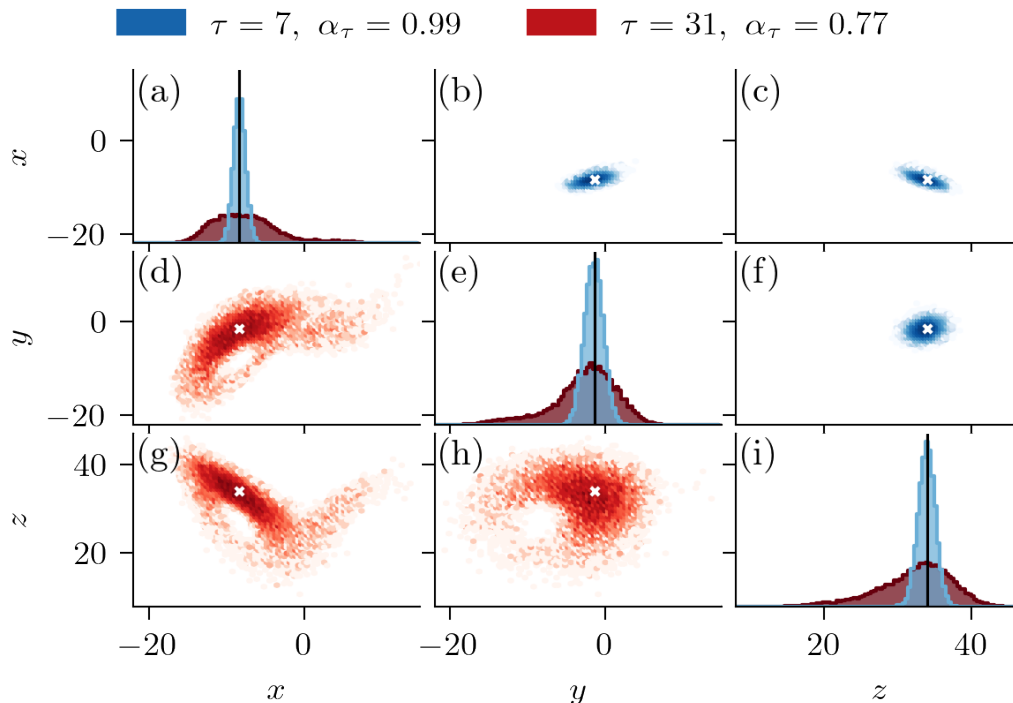 τ = 7, α_τ = 0.99 τ = 31, α_τ = 0.77
(a) (b) (c)
x 0
−20
(d) (e) (f)
y 0
−20
(g) (h) (i)
40
z
20
−20 0 −20 0 20 40
x y z